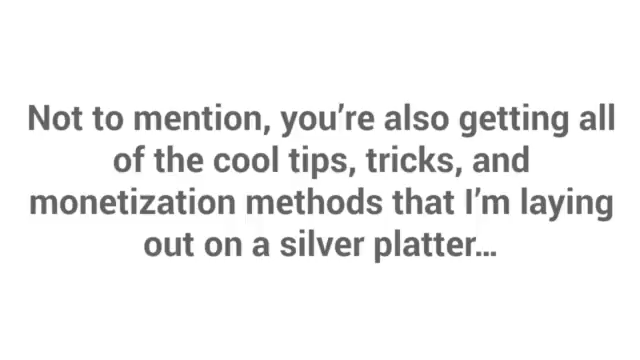 Not to mention, you’re also getting all
of the cool tips, tricks, and
monetization methods that I’m laying
out on a silver platter...